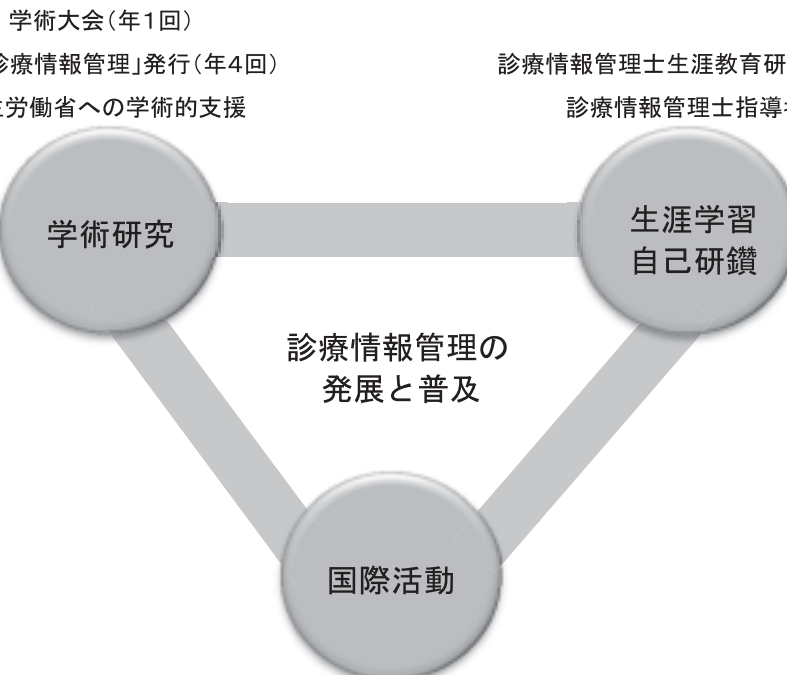 学術大会（年1回）
診療情報管理」発行（年4回）
労働省への学術的支援
診療情報管理士生涯教育研
診療情報管理士指導
学術研究
生涯学習
自己研鑽
診療情報管理の
発展と普及
国際活動